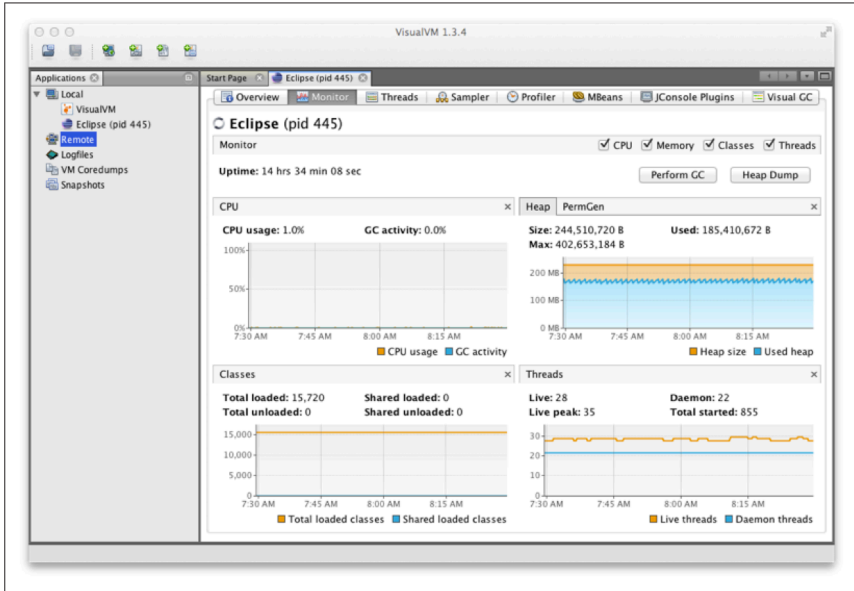 VisualVM 1.3.4
Applications
Start Page Eclipse (pid 445)
Local
VisualVM
Eclipse (pid 445)
Remote
Logfiles
VM Coredumps
Snapshots
Overview Monitor Threads Sampler Profiler MBeans JConsole Plugins Visual GC
Eclipse (pid 445)
Monitor CPU Memory Classes Threads
Uptime: 14 hrs 34 min 08 sec Perform GC Heap Dump
CPU
CPU usage: 1.0% GC activity: 0.0%
100%
50%
0%
7:30 AM 7:45 AM 8:00 AM 8:15 AM
CPU usage GC activity
Heap PermGen
Size: 244,510,720 B Used: 185,410,672 B
Max: 402,653,184 B
200 MB
100 MB
0 MB
7:30 AM 7:45 AM 8:00 AM 8:15 AM
Heap size Used heap
Classes
Total loaded: 15,720 Shared loaded: 0
Total unloaded: 0 Shared unloaded: 0
15,000
10,000
5,000
0
7:30 AM 7:45 AM 8:00 AM 8:15 AM
Total loaded classes Shared loaded classes
Threads
Live: 28 Daemon: 22
Live peak: 35 Total started: 855
30
20
10
0
7:30 AM 7:45 AM 8:00 AM 8:15 AM
Live threads Daemon threads